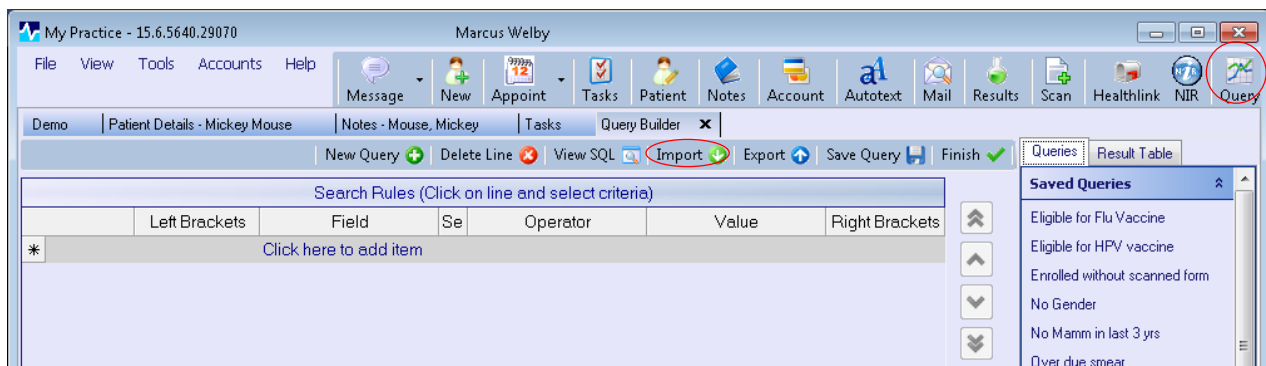 My Practice - 15.6.5640.29070 Marcus Welby
File View Tools Accounts Help
Message New Appoint Tasks Patient Notes Account Autotext Mail Results Scan Healthlink NIR Query
Demo Patient Details - Mickey Mouse Notes - Mouse, Mickey Tasks Query Builder X
New Query Delete Line View SQL Import Export Save Query Finish Queries Result Table
Search Rules (Click on line and select criteria)
Left Brackets Field Se Operator Value Right Brackets
* Click here to add item
Saved Queries
Eligible for Flu Vaccine
Eligible for HPV vaccine
Enrolled without scanned form
No Gender
No Mamm in last 3 yrs
Over due smear